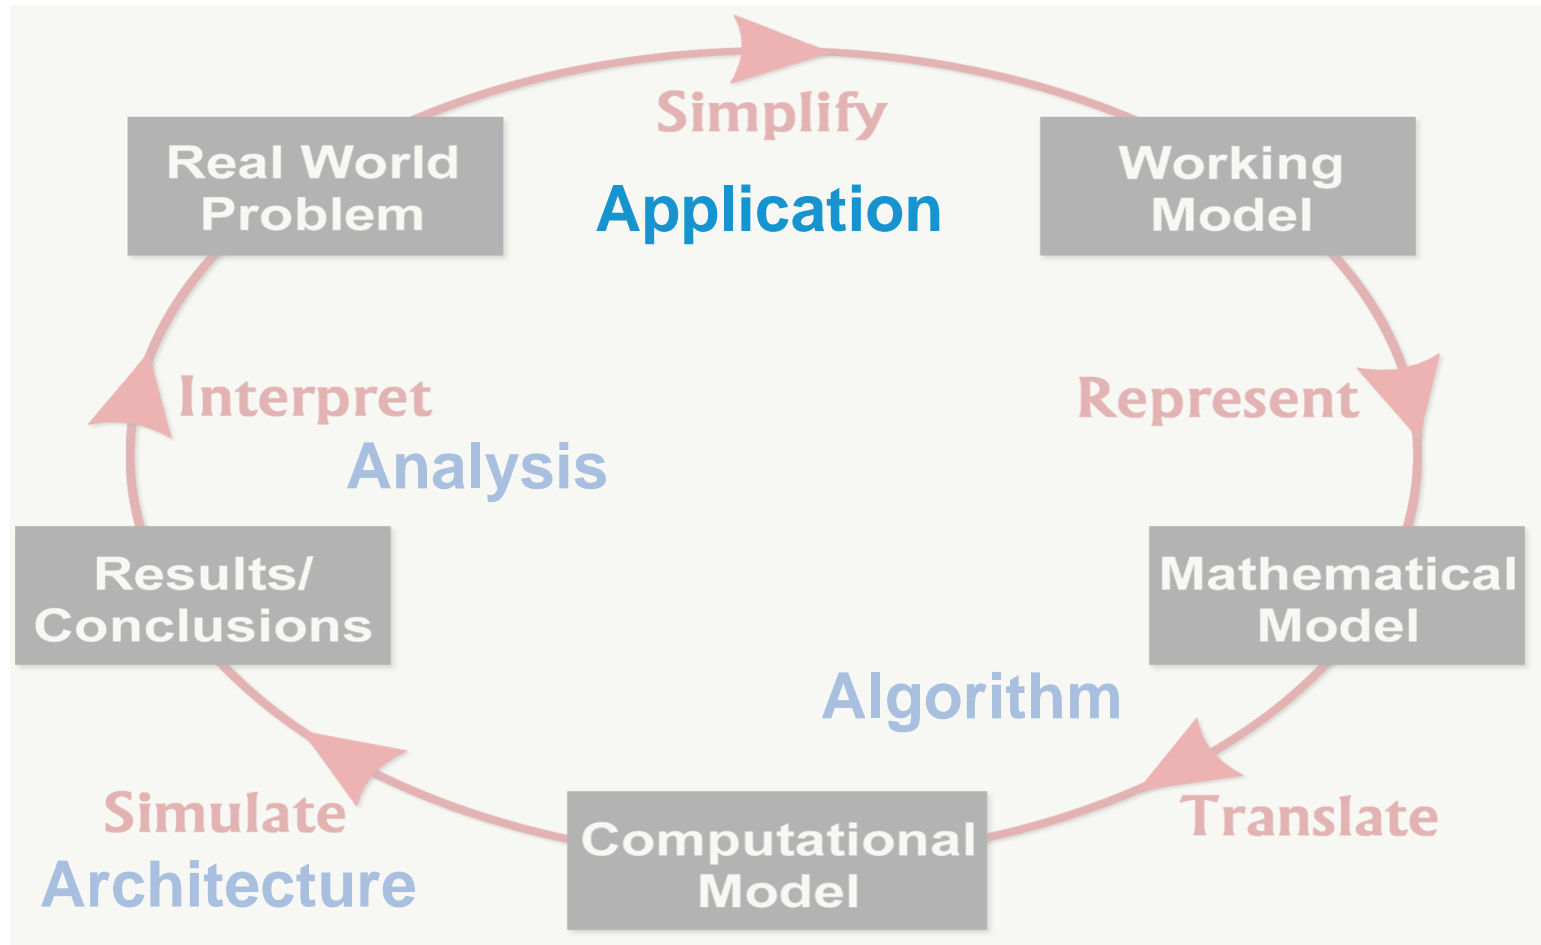 Simplify
Real World
Problem
Application
Working
Model
Interpret
Represent
Analysis
Results/
Conclusions
Mathematical
Model
Algorithm
Simulate
Architecture
Computational
Model
Translate